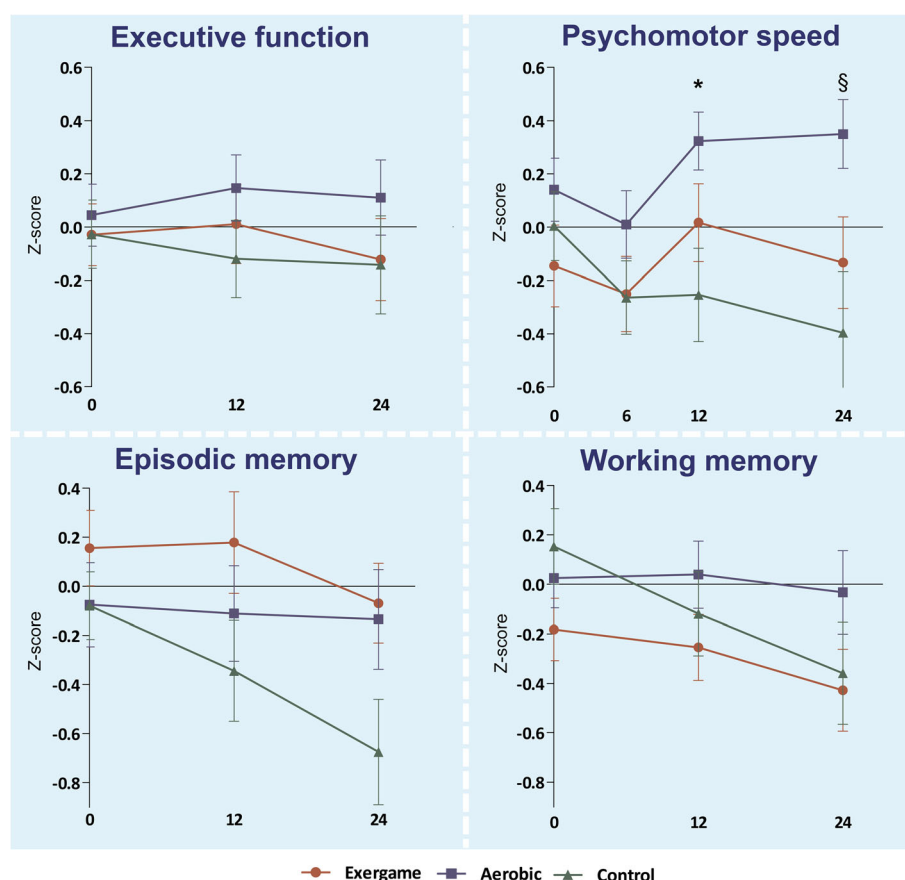 Executive function
Z-score
0.6
0.4
0.2
0.0
-0.2
-0.4
-0.6
0 12 24
Psychomotor speed
* §
Z-score
0.6
0.4
0.2
0.0
-0.2
-0.4
-0.6
0 6 12 24
Episodic memory
Z-score
0.4
0.2
0.0
-0.2
-0.4
-0.6
-0.8
0 12 24
Working memory
Z-score
0.4
0.2
0.0
-0.2
-0.4
-0.6
-0.8
0 12 24
Exergame Aerobic Control